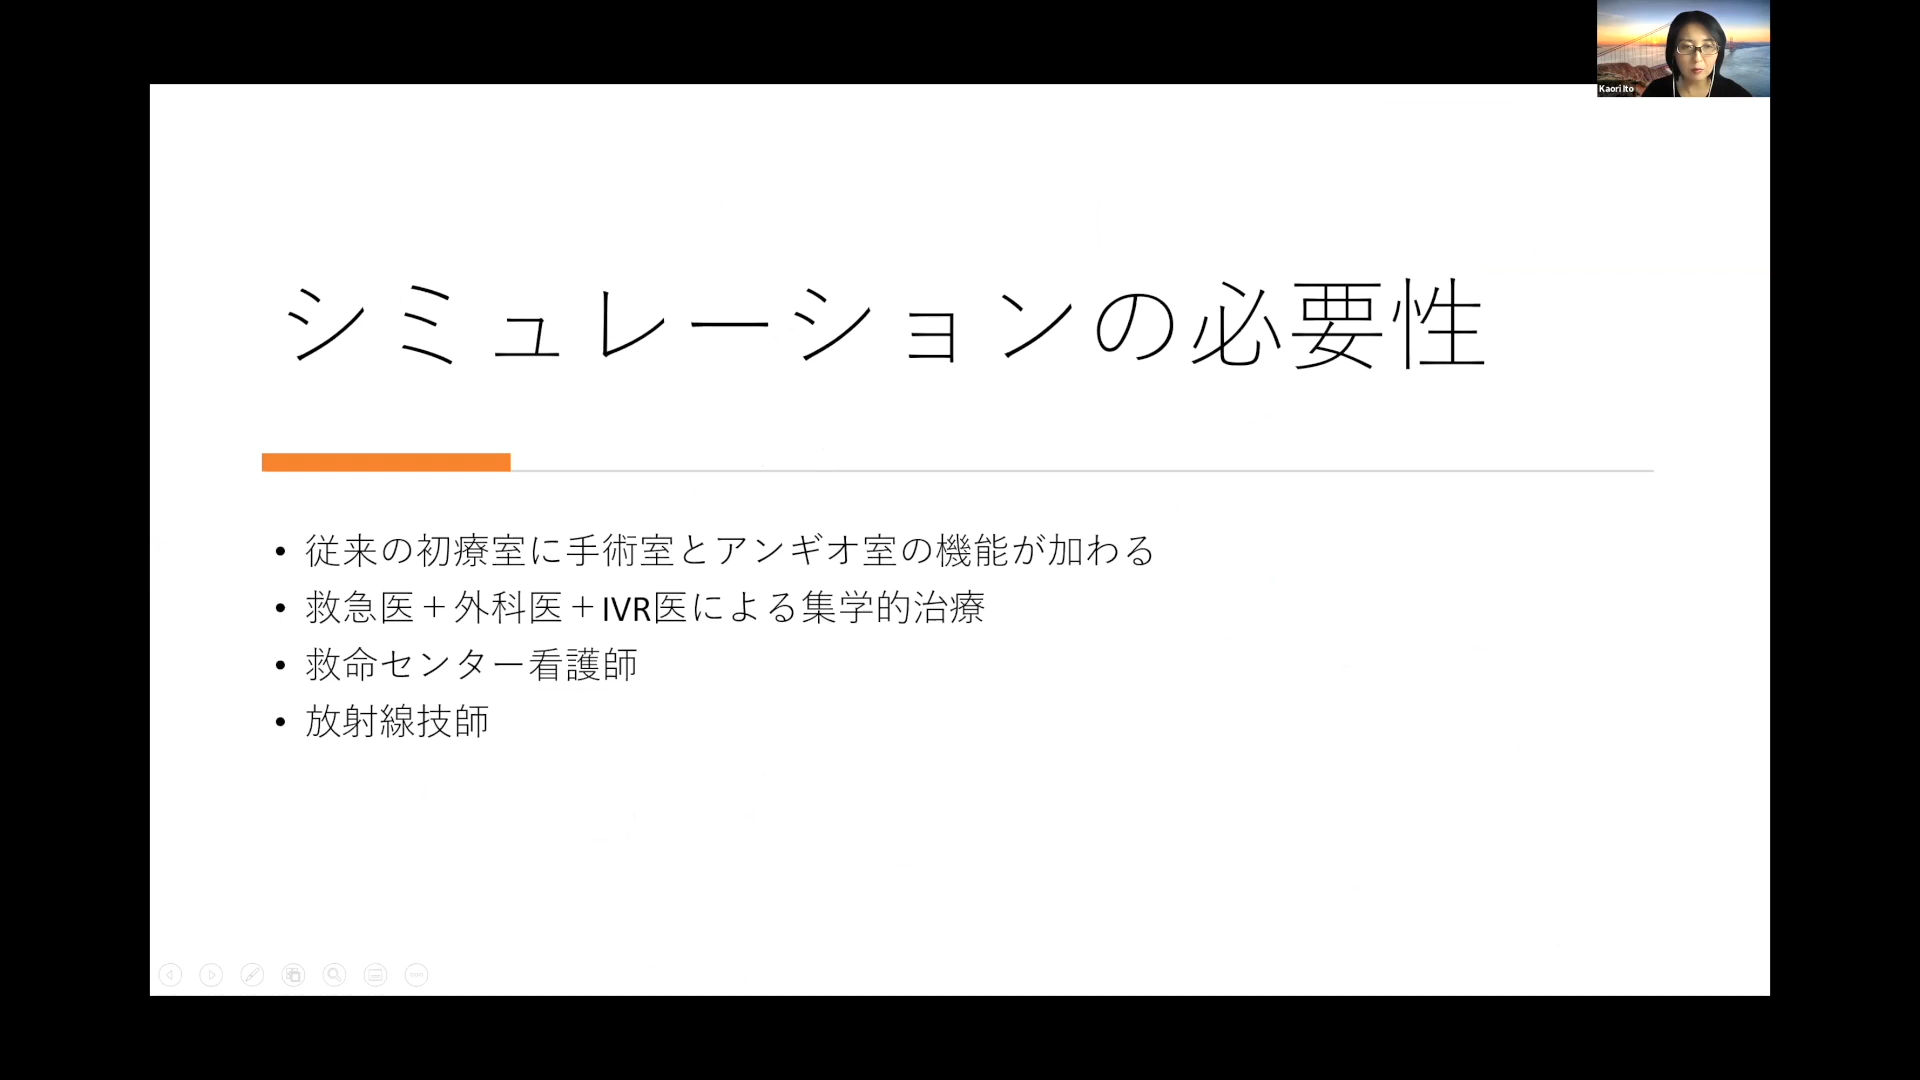 Kaori Ito
シミュレーションの必要性
• 従来の初療室に手術室とアンギオ室の機能が加わる
• 救急医＋外科医＋IVR医による集学的治療
• 救命センター看護師
• 放射線技師